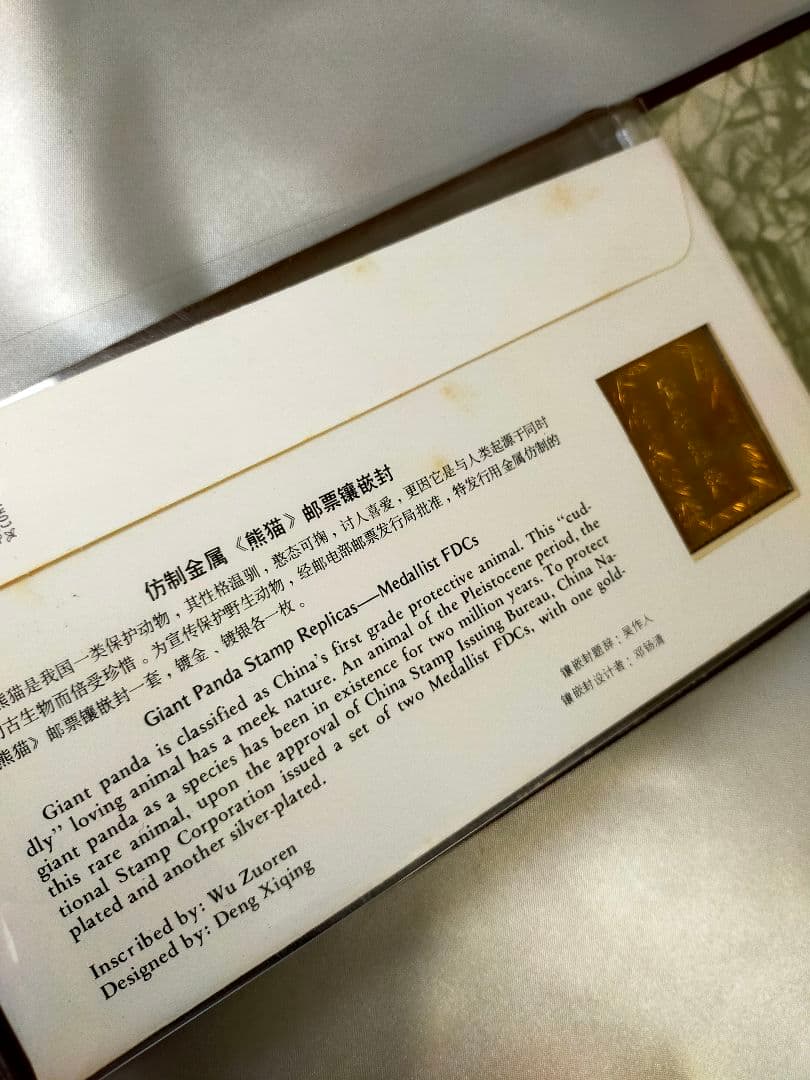 仿制金属《熊猫》邮票镶嵌封
熊猫是我国一类保护动物，其性格温驯，憨态可掬，讨人喜爱，更因它是与人类起源于同时
古生物而倍受珍惜。为宣传保护野生动物，经邮电部邮票发行局批准，特发行用金属仿制的
熊猫》邮票镶嵌封一套，镀金、镀银各一枚。
Giant Panda Stamp Replicas—Medallist FDCs
Giant panda is classified as China's first grade protective animal. This “cud-
dly” loving animal has a meek nature. An animal of the Pleistocene period, the
giant panda as a species has been in existence for two million years. To protect
this rare animal, upon the approval of China Stamp Issuing Bureau, China Na-
tional Stamp Corporation issued a set of two Medallist FDCs, with one gold-
plated and another silver-plated.
Inscribed by: Wu Zuoren
Designed by: Deng Xiqing
镶嵌封题辞：吴作人
镶嵌封设计者：邓锡清